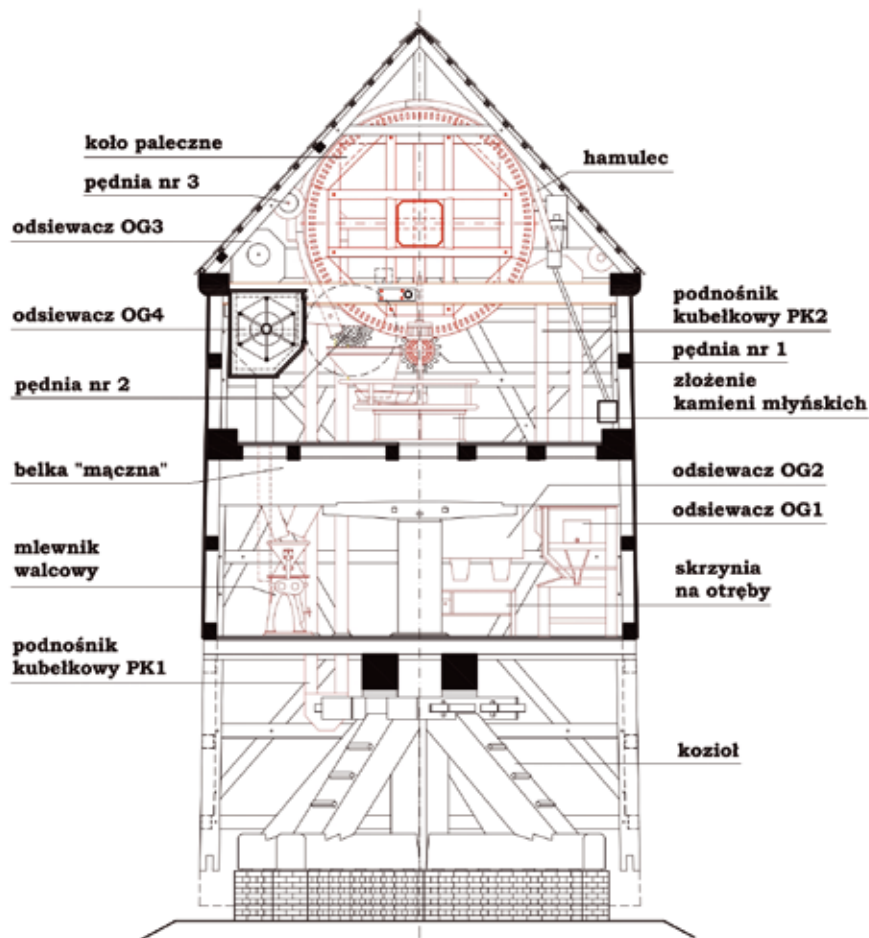 koło paleczne
pędnia nr 3
odsiewacz OG3
odsiewacz OG4
pędnia nr 2
belka "mączna"
mlewnik
walcowy
podnośnik
kubełkowy PK1
hamulec
podnośnik
kubełkowy PK2
pędnia nr 1
złożenie
kamieni młyńskich
odsiewacz OG2
odsiewacz OG1
skrzynia
na otręby
kozioł